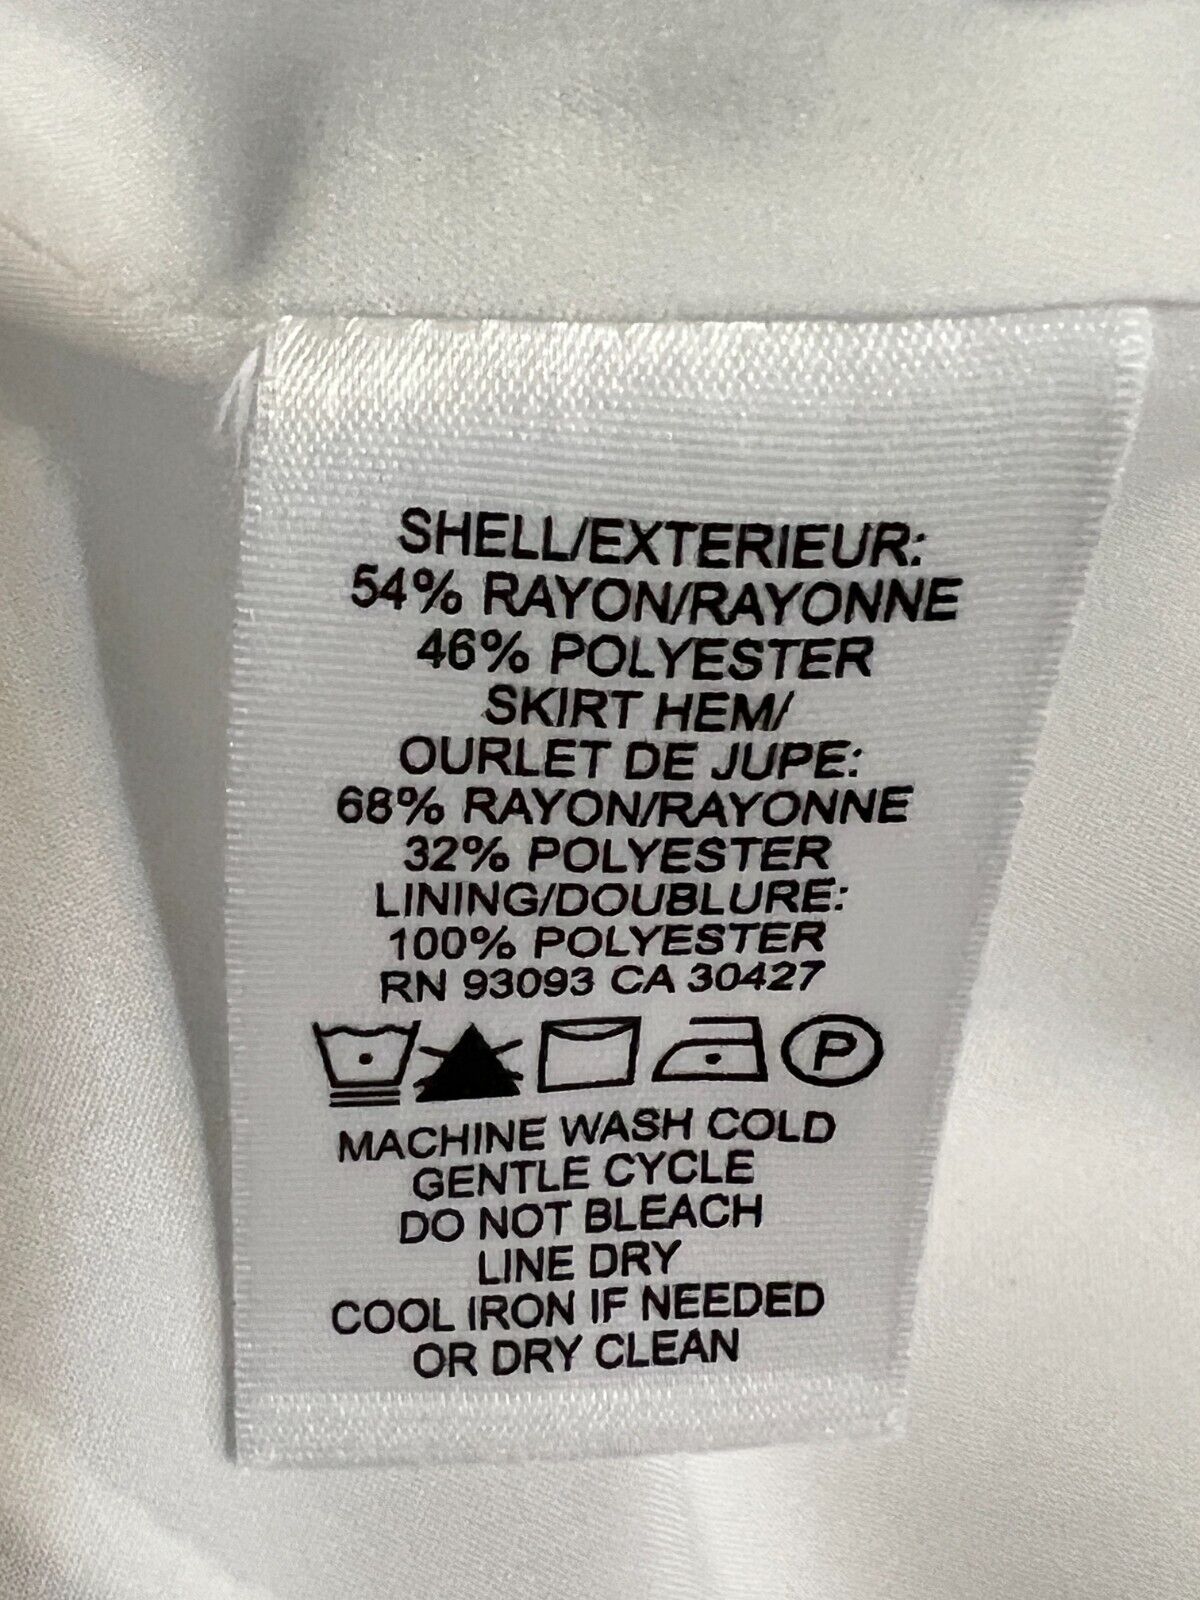 SHELL/EXTERIEUR:
54% RAYON/RAYONNE
46% POLYESTER
SKIRT HEM/
OURLET DE JUPE:
68% RAYON/RAYONNE
32% POLYESTER
LINING/DOUBLURE:
100% POLYESTER
RN 93093 CA 30427
P
MACHINE WASH COLD
GENTLE CYCLE
DO NOT BLEACH
LINE DRY
COOL IRON IF NEEDED
OR DRY CLEAN